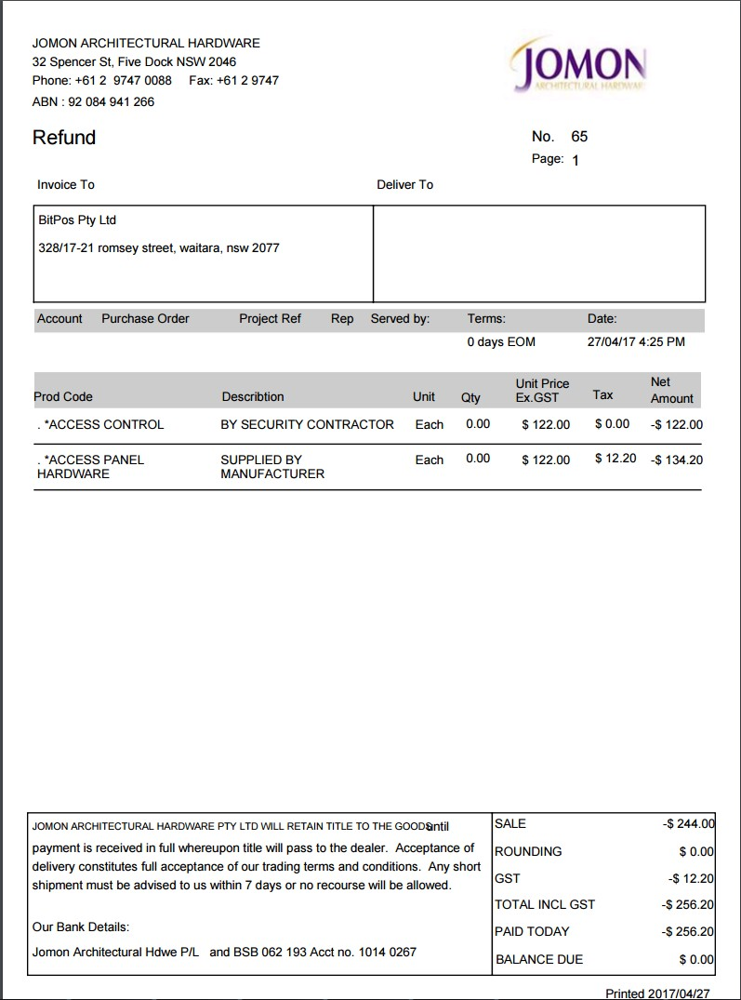 JOMON ARCHITECTURAL HARDWARE
32 Spencer St, Five Dock NSW 2046
Phone: +61 2 9747 0088 Fax: +61 2 9747
ABN : 92 084 941 266
JOMON
ARCHITECTURAL HARDWARE
Refund
No. 65
Page: 1
Invoice To Deliver To
BitPos Pty Ltd
328/17-21 romsey street, waitara, nsw 2077
Account Purchase Order Project Ref Rep Served by: Terms: Date:
0 days EOM 27/04/17 4:25 PM
Prod Code Describtion Unit Qty Unit Price Ex.GST Tax Net Amount
. *ACCESS CONTROL BY SECURITY CONTRACTOR Each 0.00 $ 122.00 $ 0.00 -$ 122.00
. *ACCESS PANEL SUPPLIED BY Each 0.00 $ 122.00 $ 12.20 -$ 134.20
HARDWARE MANUFACTURER
JOMON ARCHITECTURAL HARDWARE PTY LTD WILL RETAIN TITLE TO THE GOODS until
payment is received in full whereupon title will pass to the dealer. Acceptance of
delivery constitutes full acceptance of our trading terms and conditions. Any short
shipment must be advised to us within 7 days or no recourse will be allowed.
Our Bank Details:
Jomon Architectural Hdwe P/L and BSB 062 193 Acct no. 1014 0267
SALE -$ 244.00
ROUNDING $ 0.00
GST -$ 12.20
TOTAL INCL GST -$ 256.20
PAID TODAY -$ 256.20
BALANCE DUE $ 0.00
Printed 2017/04/27